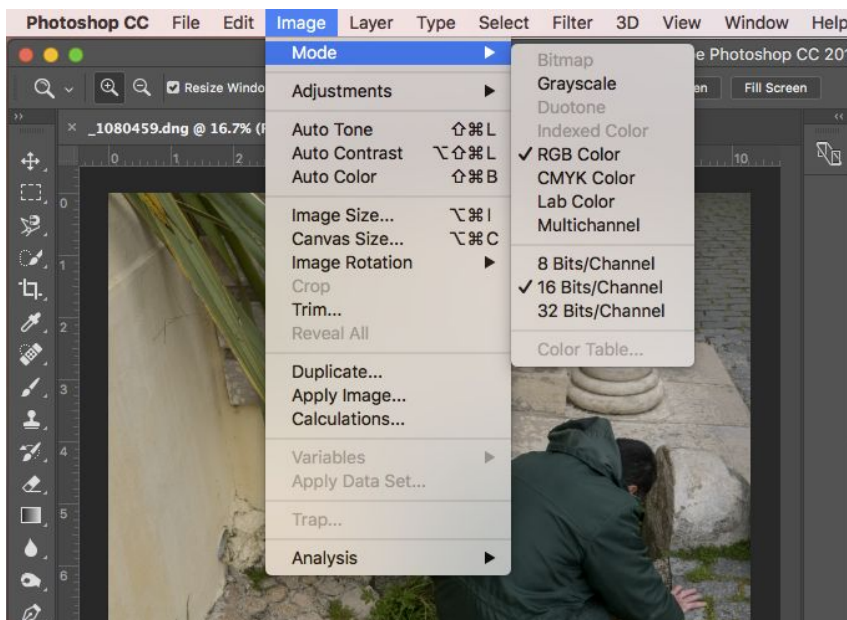 Photoshop CC File Edit Image Layer Type Select Filter 3D View Window Help
Photoshop CC 201
Resize Windo
Fill Screen
_1080459.dng @ 16.7%
0 1 2 10
Mode
Adjustments
Auto Tone ⇧⌘L
Auto Contrast ⌥⇧⌘L
Auto Color ⇧⌘B
Image Size... ⌥⌘I
Canvas Size... ⌥⌘C
Image Rotation
Crop
Trim...
Reveal All
Duplicate...
Apply Image...
Calculations...
Variables
Apply Data Set...
Trap...
Analysis
Bitmap
Grayscale
Duotone
Indexed Color
✓ RGB Color
CMYK Color
Lab Color
Multichannel
8 Bits/Channel
✓ 16 Bits/Channel
32 Bits/Channel
Color Table...
0
1
2
3
4
5
6